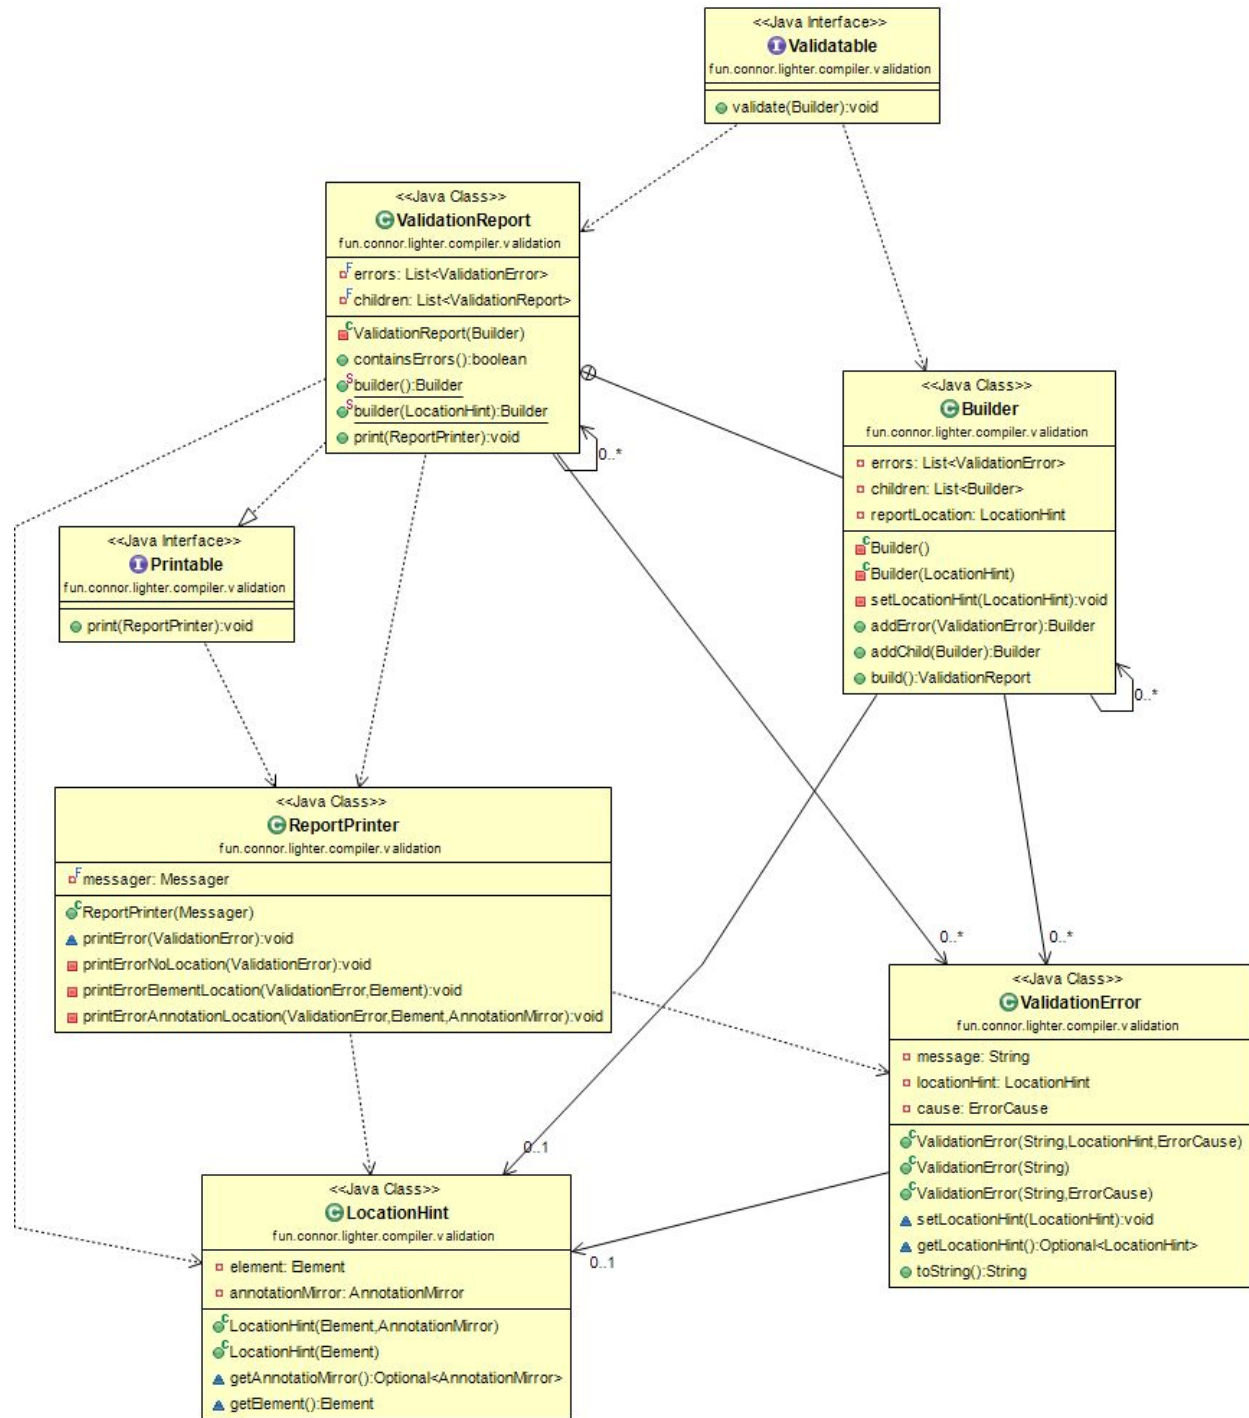 <<Java Interface>>
I Validatable
fun.connor.lighter.compiler.validation
validate(Builder):void
<<Java Class>>
C ValidationReport
fun.connor.lighter.compiler.validation
F errors: List<ValidationError>
F children: List<ValidationReport>
C ValidationReport(Builder)
containsErrors():boolean
S builder():Builder
S builder(LocationHint):Builder
print(ReportPrinter):void
0..*
<<Java Class>>
C Builder
fun.connor.lighter.compiler.validation
errors: List<ValidationError>
children: List<Builder>
reportLocation: LocationHint
C Builder()
C Builder(LocationHint)
setLocationHint(LocationHint):void
addError(ValidationError):Builder
addChild(Builder):Builder
build():ValidationReport
0..*
<<Java Interface>>
I Printable
fun.connor.lighter.compiler.validation
print(ReportPrinter):void
<<Java Class>>
C ReportPrinter
fun.connor.lighter.compiler.validation
F messager: Messager
C ReportPrinter(Messager)
printError(ValidationError):void
printErrorNoLocation(ValidationError):void
printErrorElementLocation(ValidationError,Element):void
printErrorAnnotationLocation(ValidationError,Element,AnnotationMirror):void
0..*
0..*
<<Java Class>>
C ValidationError
fun.connor.lighter.compiler.validation
message: String
locationHint: LocationHint
cause: ErrorCause
C ValidationError(String,LocationHint,ErrorCause)
C ValidationError(String)
C ValidationError(String,ErrorCause)
setLocationHint(LocationHint):void
getLocationHint():Optional<LocationHint>
toString():String
0..1
0..1
<<Java Class>>
C LocationHint
fun.connor.lighter.compiler.validation
element: Element
annotationMirror: AnnotationMirror
C LocationHint(Element,AnnotationMirror)
C LocationHint(Element)
getAnnotatioMirror():Optional<AnnotationMirror>
getElement():Element